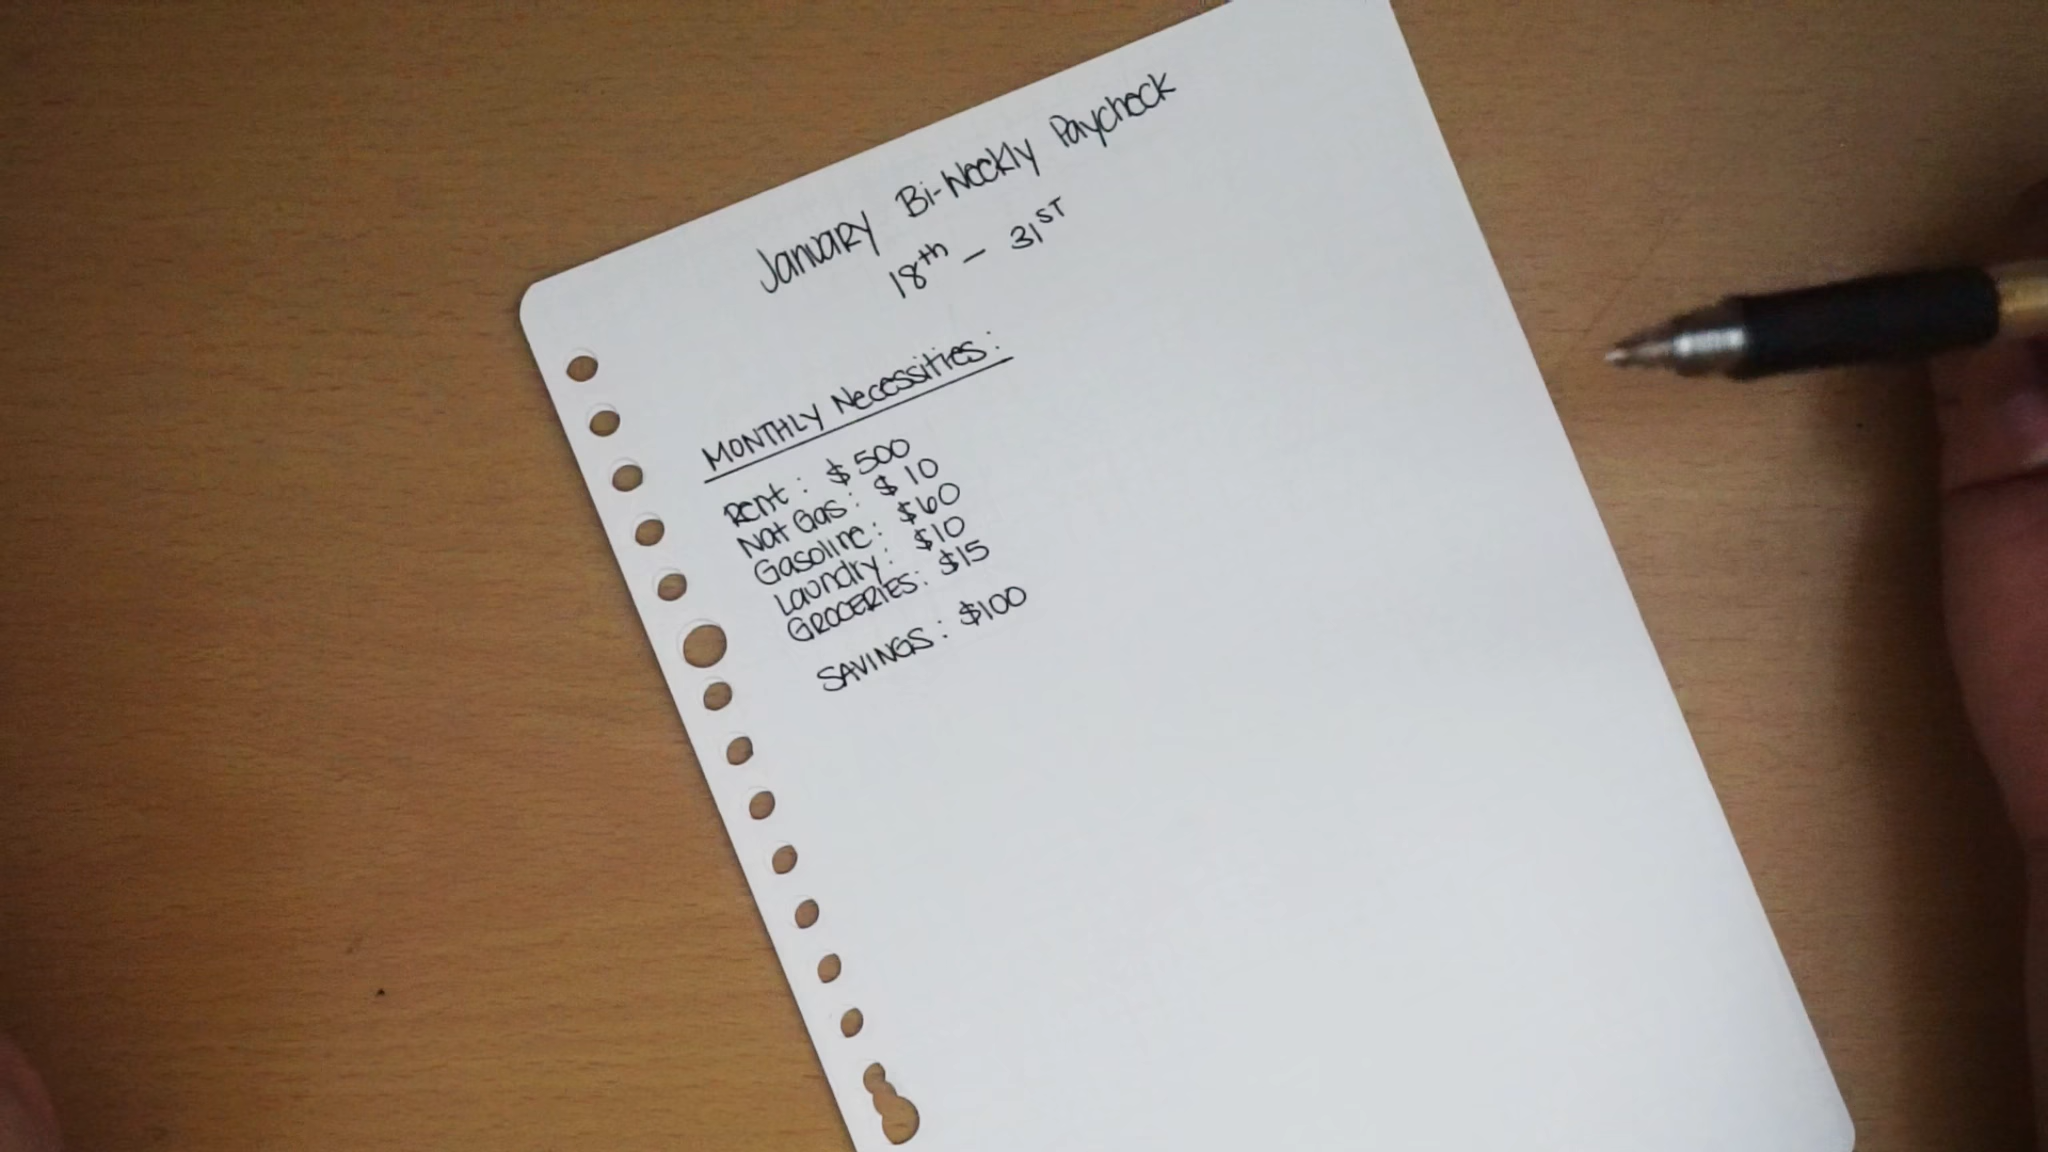 January Bi-Weekly Paycheck
18th - 31ST
MONTHLY Necessities:
Rent: $500
Nat Gas: $10
Gasoline: $60
Laundry: $10
GROCERIES: $15
SAVINGS: $100